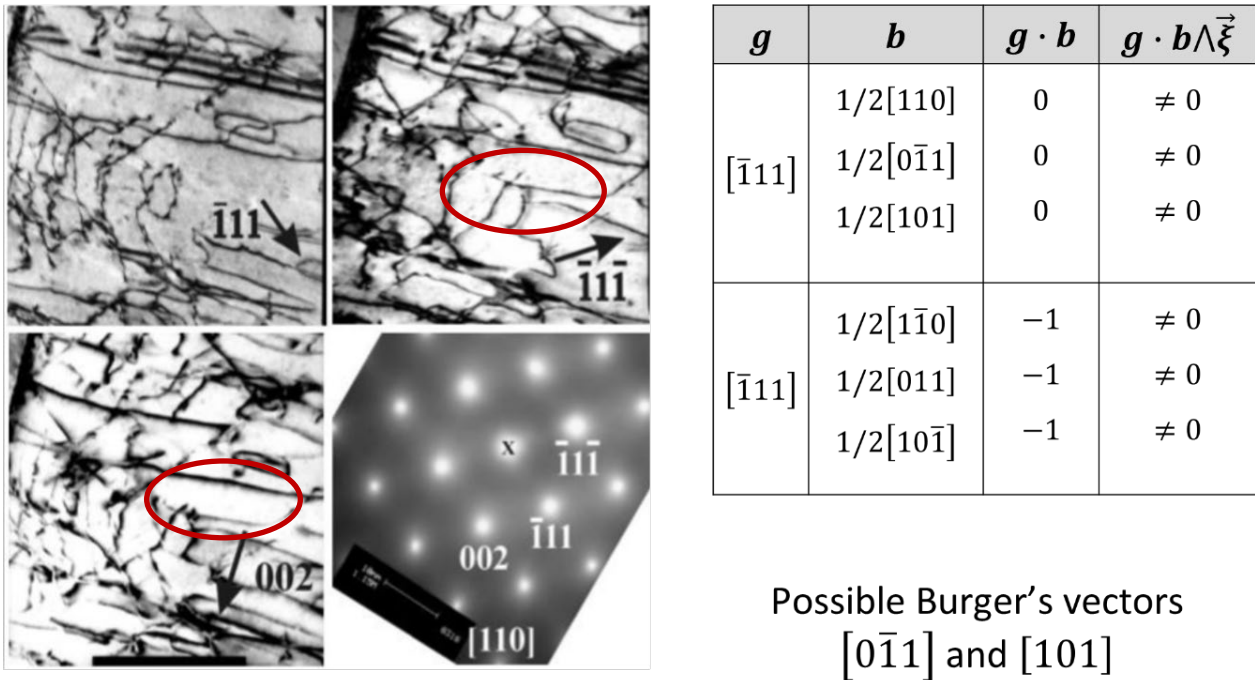 1̄11
1̄11̄.
002
x
1̄11̄
1̄11
002
[110]
g b g · b g · b⋀ξ⃗
[1̄11]
1/2[110] 0 ≠ 0
1/2[01̄1] 0 ≠ 0
1/2[101] 0 ≠ 0
[1̄11]
1/2[11̄0] −1 ≠ 0
1/2[011] −1 ≠ 0
1/2[101̄] −1 ≠ 0
Possible Burger’s vectors
[01̄1] and [101]